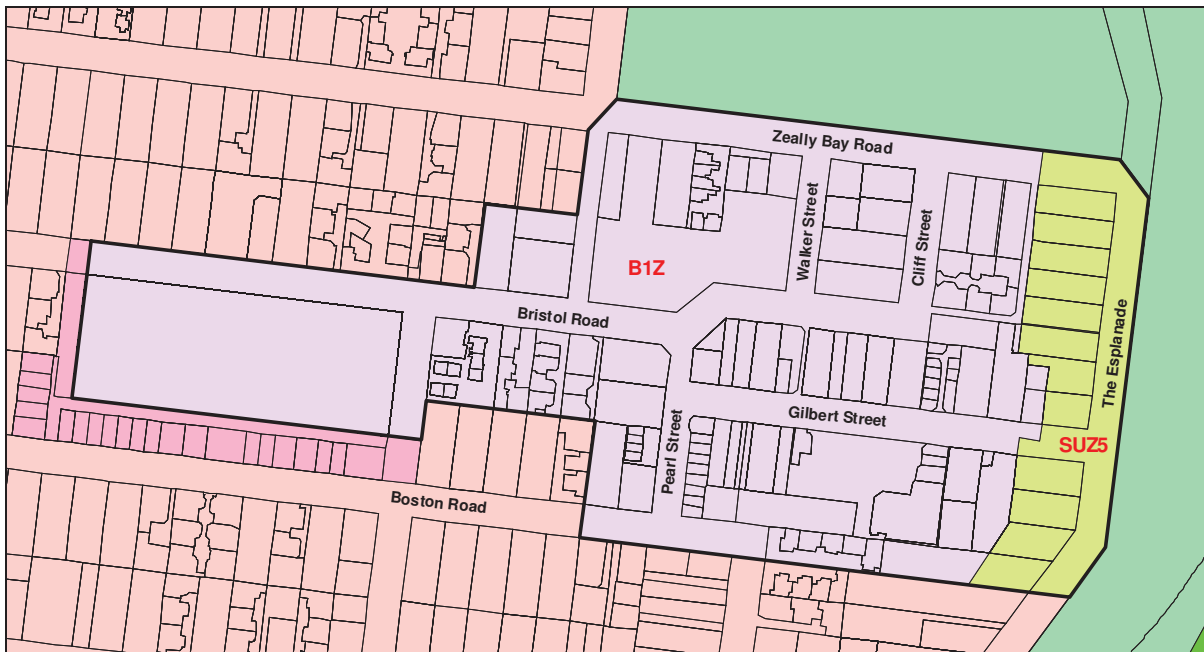 Zeally Bay Road
Walker Street
Cliff Street
B1Z
Bristol Road
The Esplanade
Gilbert Street
Pearl Street
SUZ5
Boston Road